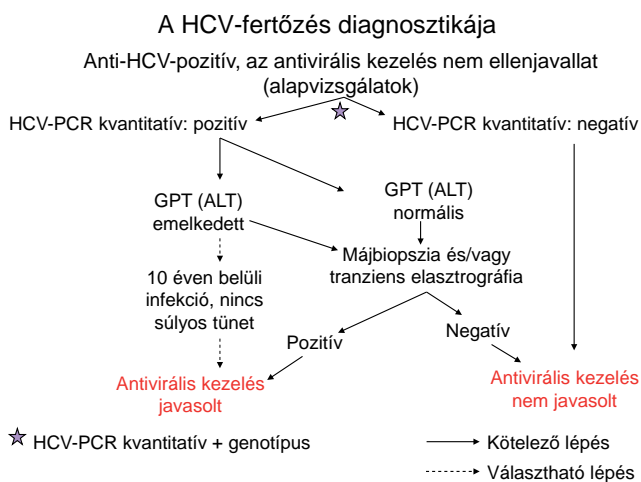 A HCV-fertőzés diagnosztikája
Anti-HCV-pozitív, az antivirális kezelés nem ellenjavallat
(alapvizsgálatok)
HCV-PCR kvantitatív: pozitív
HCV-PCR kvantitatív: negatív
GPT (ALT)
emelkedett
GPT (ALT)
normális
Májbiopszia és/vagy
tranziens elasztrográfia
10 éven belüli
infekció, nincs
súlyos tünet
Pozitív
Negatív
Antivirális kezelés
javasolt
Antivirális kezelés
nem javasolt
HCV-PCR kvantitatív + genotípus
Kötelező lépés
Választható lépés